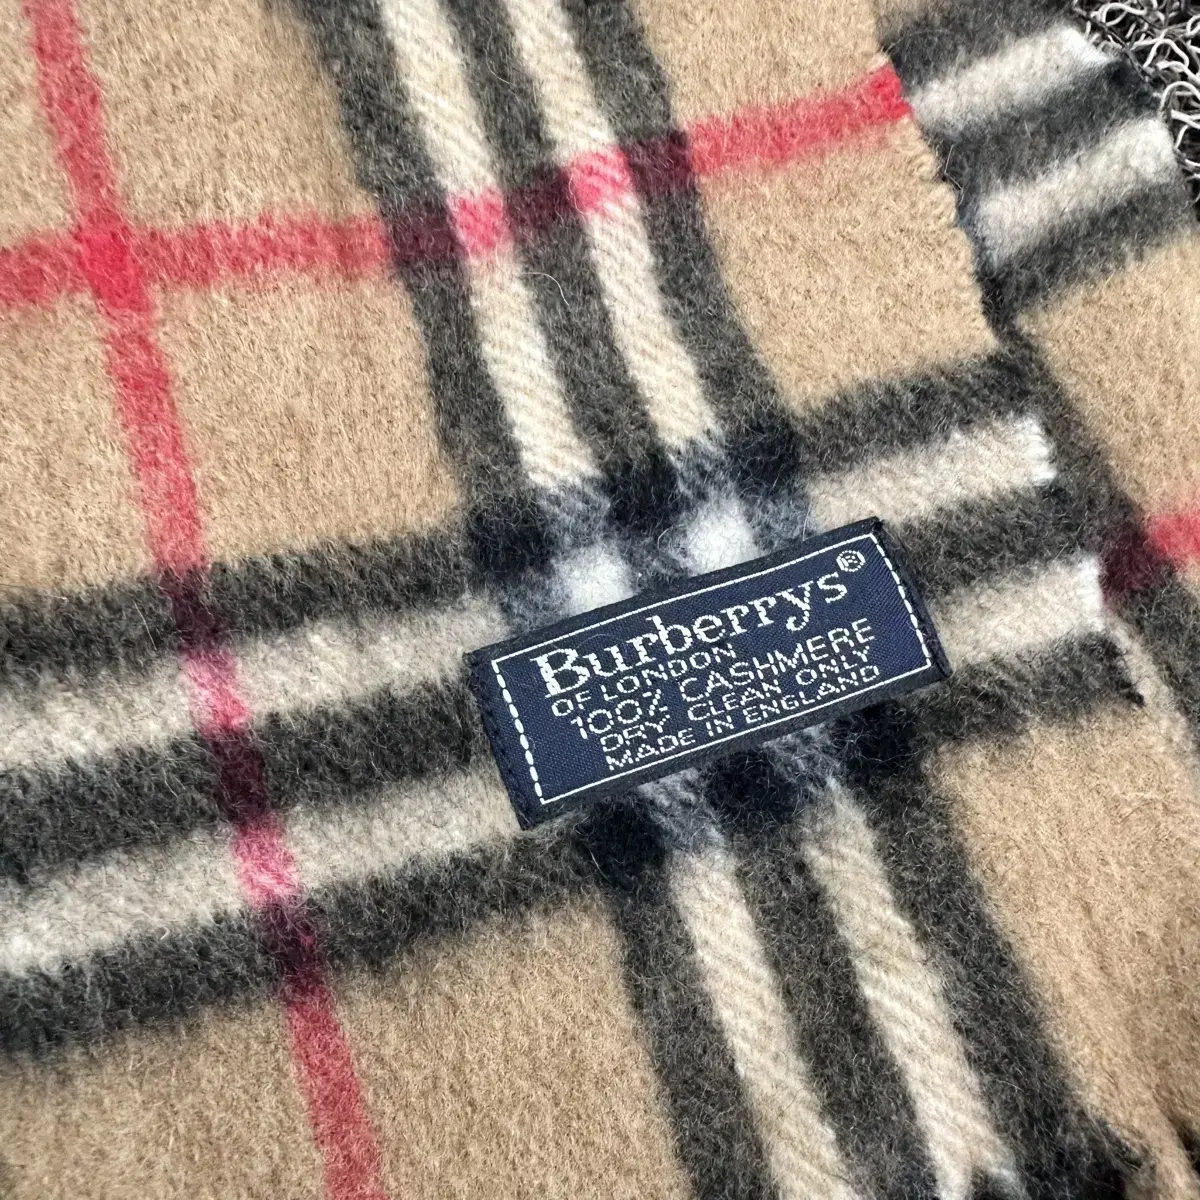 Burberrys®
OF LONDON
100% CASHMERE
DRY CLEAN ONLY
MADE IN ENGLAND